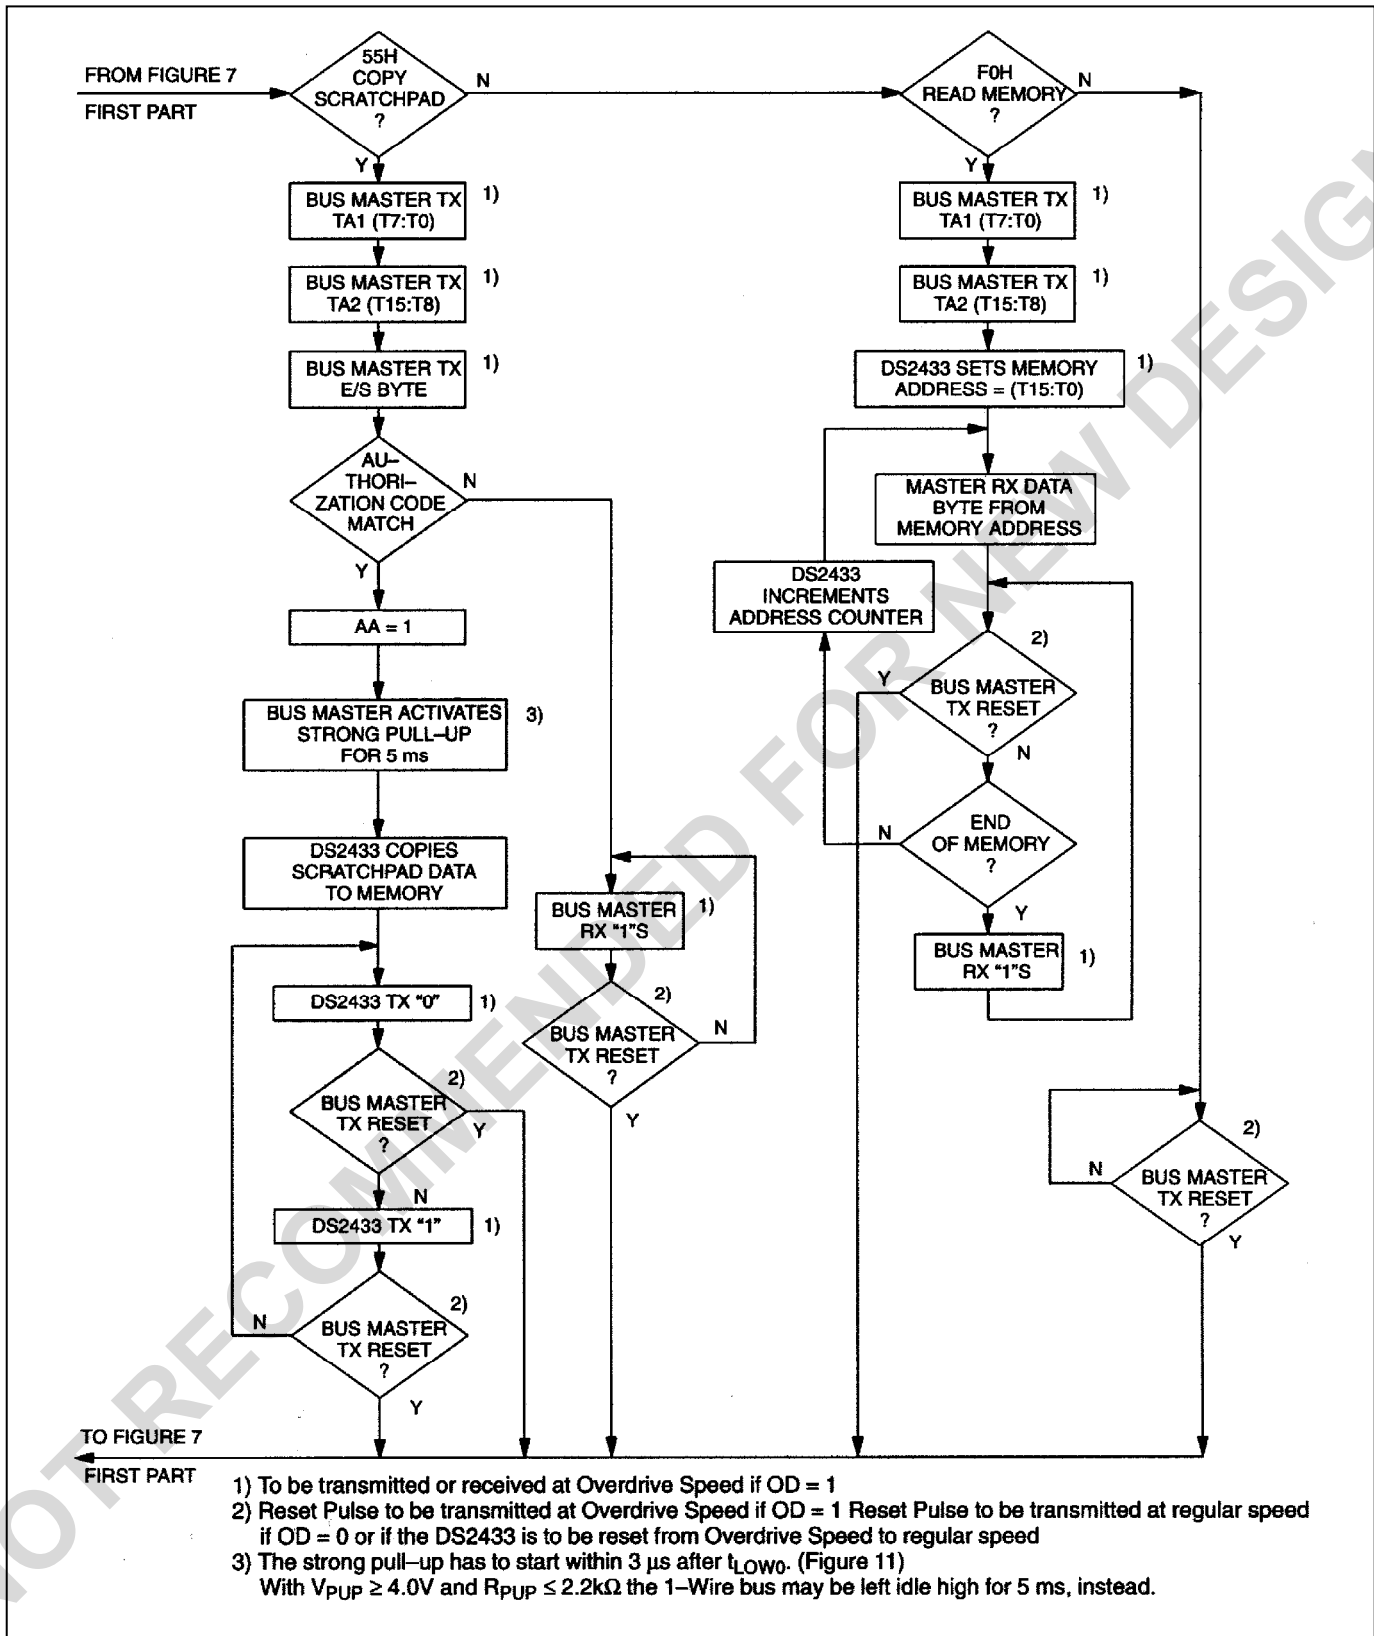 FROM FIGURE 7
FIRST PART
55H
COPY
SCRATCHPAD
?
N
Y
BUS MASTER TX
TA1 (T7:T0)
1)
BUS MASTER TX
TA2 (T15:T8)
1)
BUS MASTER TX
E/S BYTE
1)
AU–
THORI–
ZATION CODE
MATCH
N
Y
AA = 1
BUS MASTER ACTIVATES
STRONG PULL–UP
FOR 5 ms
3)
DS2433 COPIES
SCRATCHPAD DATA
TO MEMORY
DS2433 TX “0”
1)
2)
BUS MASTER
TX RESET
?
Y
N
DS2433 TX “1”
1)
2)
BUS MASTER
TX RESET
?
N
Y
BUS MASTER
RX “1”S
1)
2)
BUS MASTER
TX RESET
?
N
Y
F0H
READ MEMORY
?
N
Y
BUS MASTER TX
TA1 (T7:T0)
1)
BUS MASTER TX
TA2 (T15:T8)
1)
DS2433 SETS MEMORY
ADDRESS = (T15:T0)
1)
MASTER RX DATA
BYTE FROM
MEMORY ADDRESS
DS2433
INCREMENTS
ADDRESS COUNTER
2)
BUS MASTER
TX RESET
?
Y
N
END
OF MEMORY
?
N
Y
BUS MASTER
RX “1”S
1)
2)
BUS MASTER
TX RESET
?
N
Y
TO FIGURE 7
FIRST PART
1) To be transmitted or received at Overdrive Speed if OD = 1
2) Reset Pulse to be transmitted at Overdrive Speed if OD = 1 Reset Pulse to be transmitted at regular speed
if OD = 0 or if the DS2433 is to be reset from Overdrive Speed to regular speed
3) The strong pull–up has to start within 3 µs after tLOW0. (Figure 11)
With VPUP ≥ 4.0V and RPUP ≤ 2.2kΩ the 1–Wire bus may be left idle high for 5 ms, instead.
NOT RECOMMENDED FOR NEW DESIGN